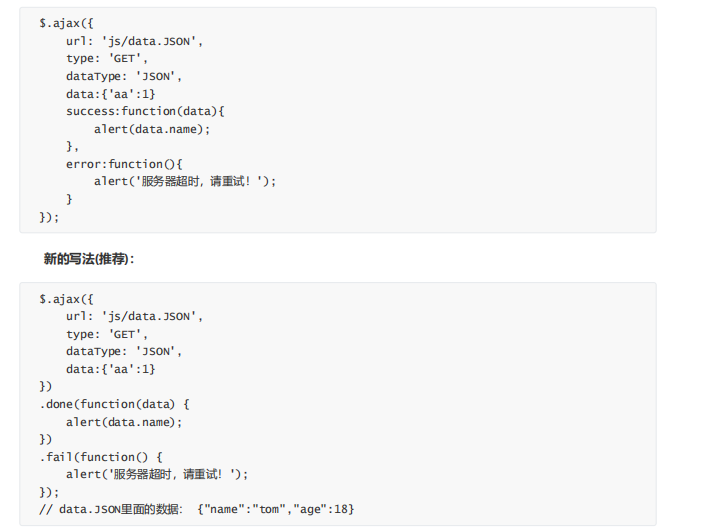 $.ajax({
    url: 'js/data.JSON',
    type: 'GET',
    dataType: 'JSON',
    data:{'aa':1}
    success:function(data){
        alert(data.name);
    },
    error:function(){
        alert('服务器超时，请重试！');
    }
});
新的写法(推荐)：
$.ajax({
    url: 'js/data.JSON',
    type: 'GET',
    dataType: 'JSON',
    data:{'aa':1}
})
.done(function(data) {
    alert(data.name);
})
.fail(function() {
    alert('服务器超时，请重试！');
});
// data.JSON里面的数据： {"name":"tom","age":18}